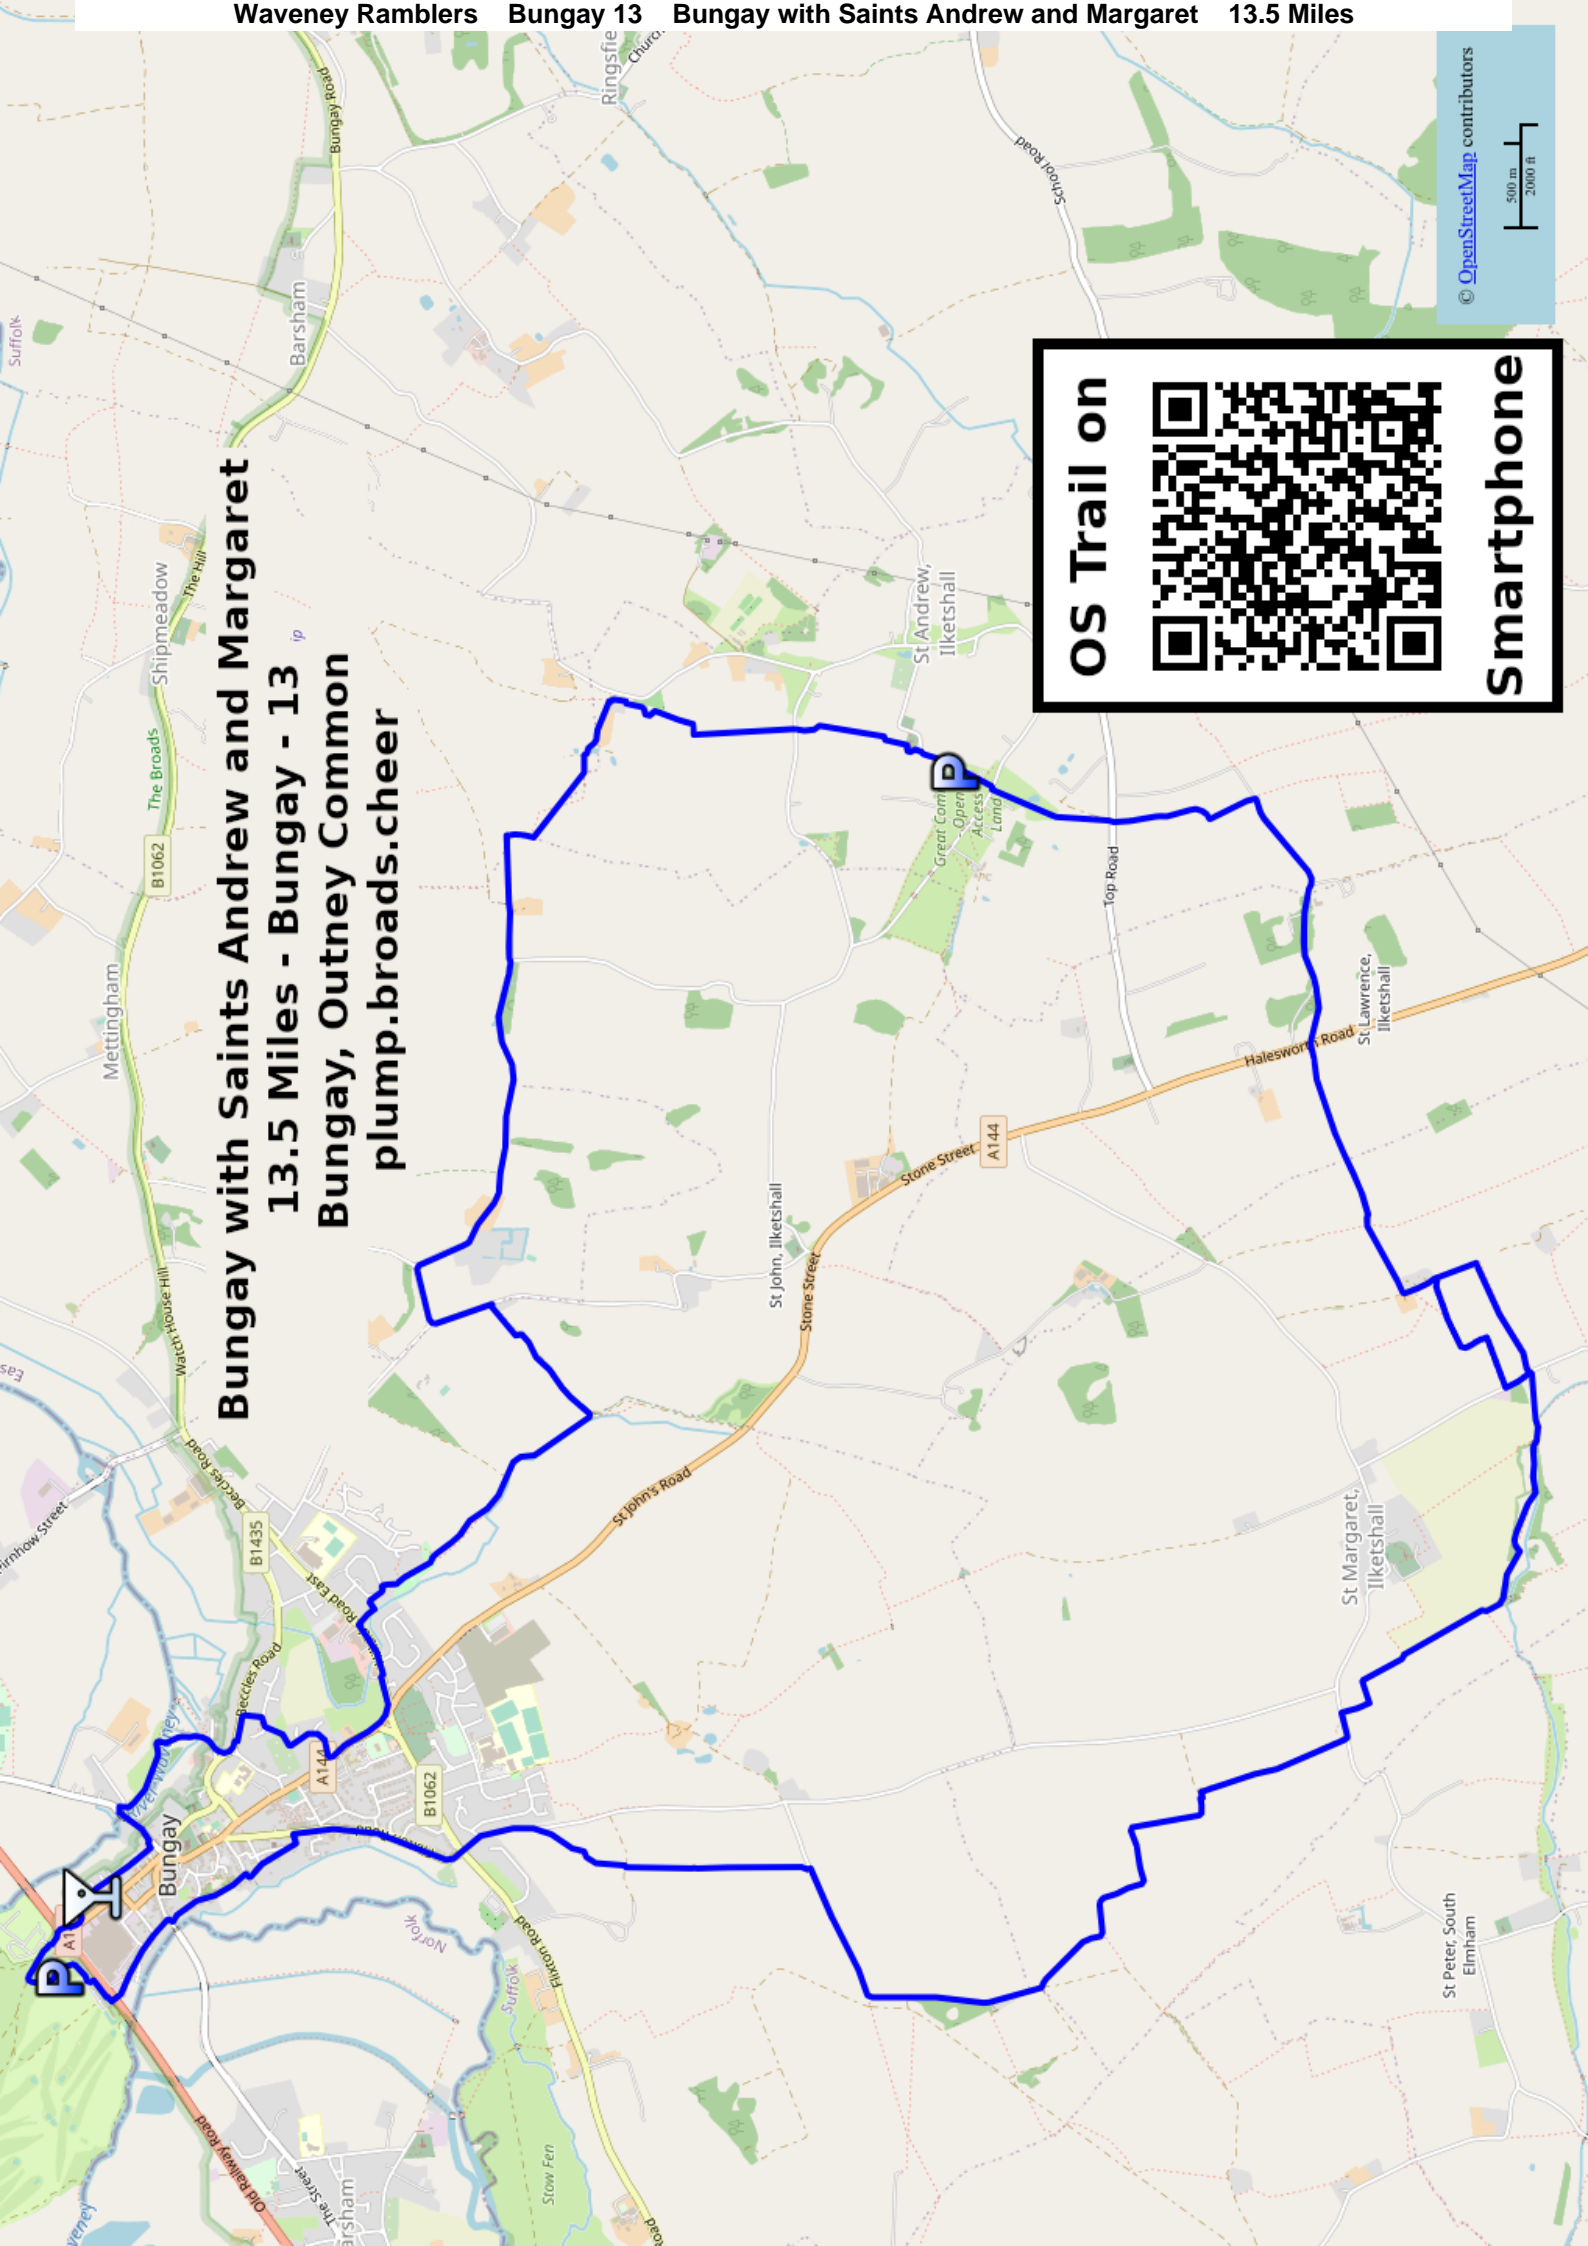 Waveney Ramblers Bungay 13 Bungay with Saints Andrew and Margaret 13.5 Miles
Bungay with Saints Andrew and Margaret
13.5 Miles - Bungay - 13
Bungay, Outney Common
plump.broads.cheer
OS Trail on
Smartphone
© OpenStreetMap contributors
500 m
2000 ft
Suffolk
Barsham
Bungay Road
Church
School Road
Shipmeadow
The Hill
The Broads
B1062
Mettingham
Watch House Hill
Beccles Road
B1435
Beccles Road
Road East
A144
B1062
Bungay
River Waveney
P
P
St Andrew,
Ilketshall
Open
Access
Land
Top Road
St Lawrence,
Ilketshall
Halesworth Road
A144
Stone Street
St John, Ilketshall
Stone Street
St John's Road
St Margaret,
Ilketshall
St Peter, South
Elmham
Flixton Road
Norfolk
Suffolk
Stow Fen
Old Railway Road
The Street
Road